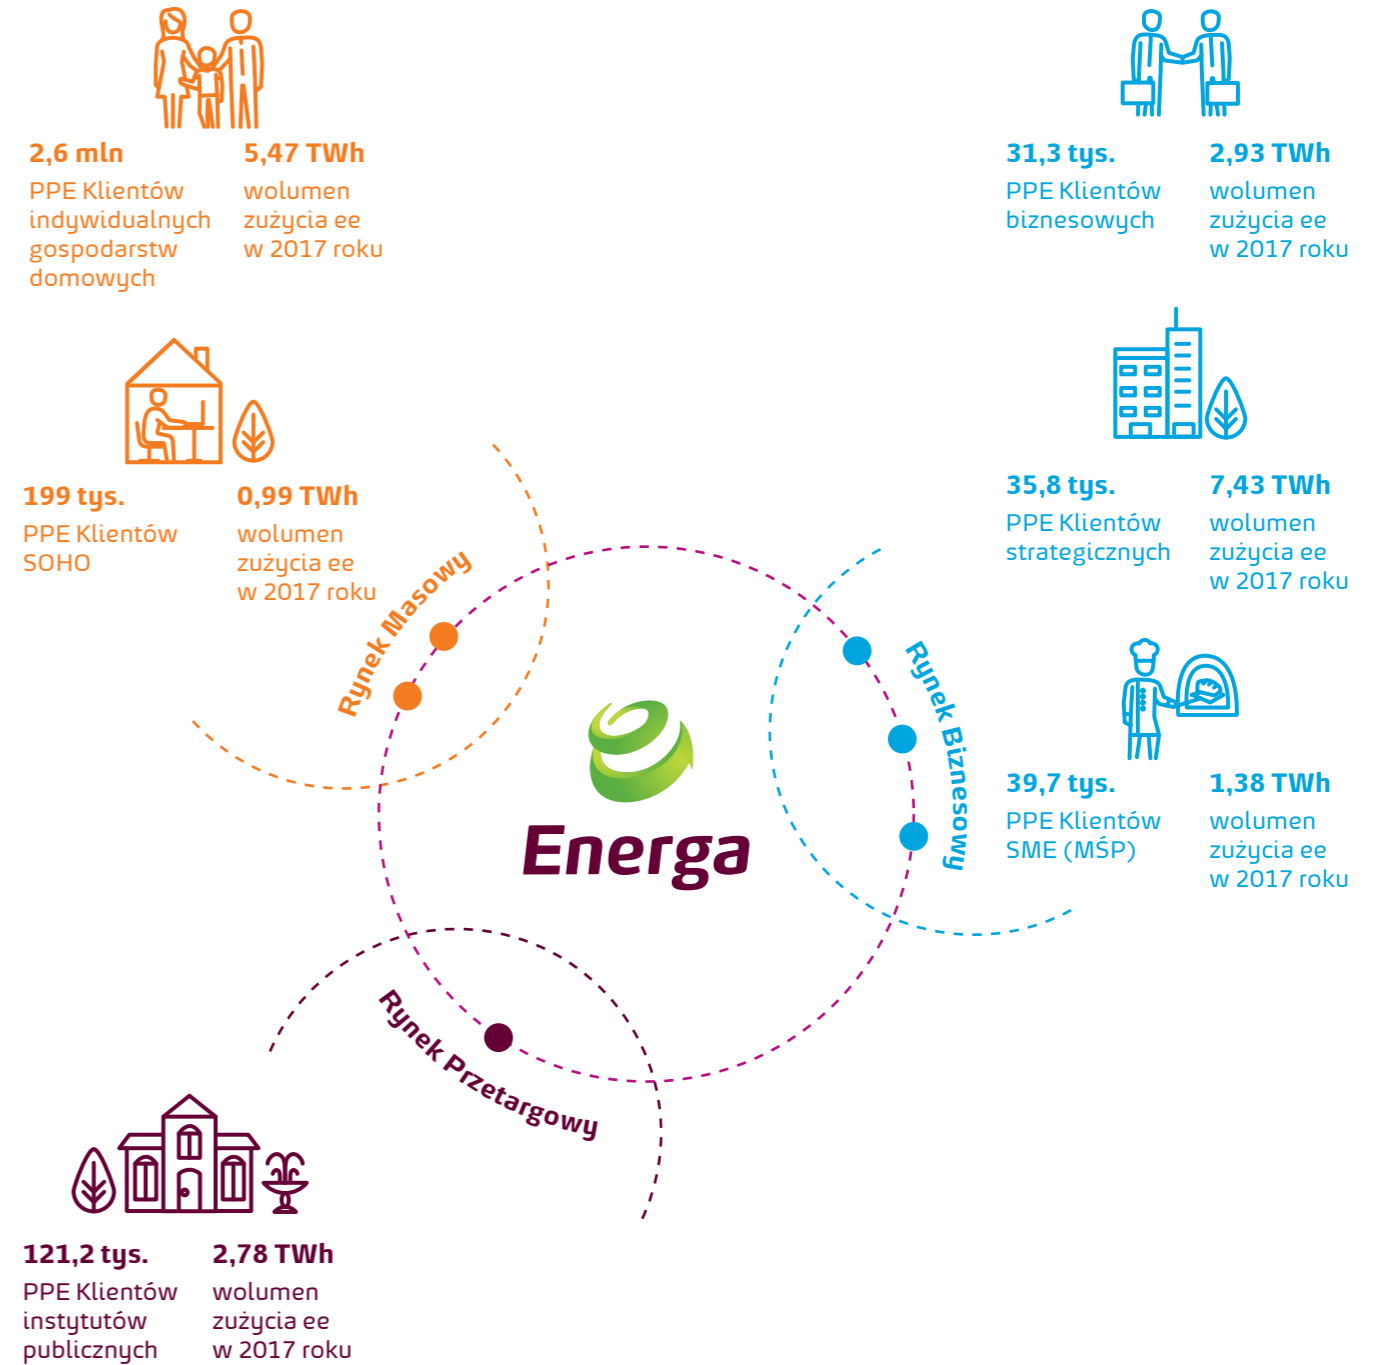 2,6 mln
PPE Klientów
indywidualnych
gospodarstw
domowych
5,47 TWh
wolumen
zużycia ee
w 2017 roku
31,3 tys.
PPE Klientów
biznesowych
2,93 TWh
wolumen
zużycia ee
w 2017 roku
199 tys.
PPE Klientów
SOHO
0,99 TWh
wolumen
zużycia ee
w 2017 roku
35,8 tys.
PPE Klientów
strategicznych
7,43 TWh
wolumen
zużycia ee
w 2017 roku
Rynek Masowy
Rynek Biznesowy
39,7 tys.
PPE Klientów
SME (MŚP)
1,38 TWh
wolumen
zużycia ee
w 2017 roku
Energa
Rynek Przetargowy
121,2 tys.
PPE Klientów
instytutów
publicznych
2,78 TWh
wolumen
zużycia ee
w 2017 roku